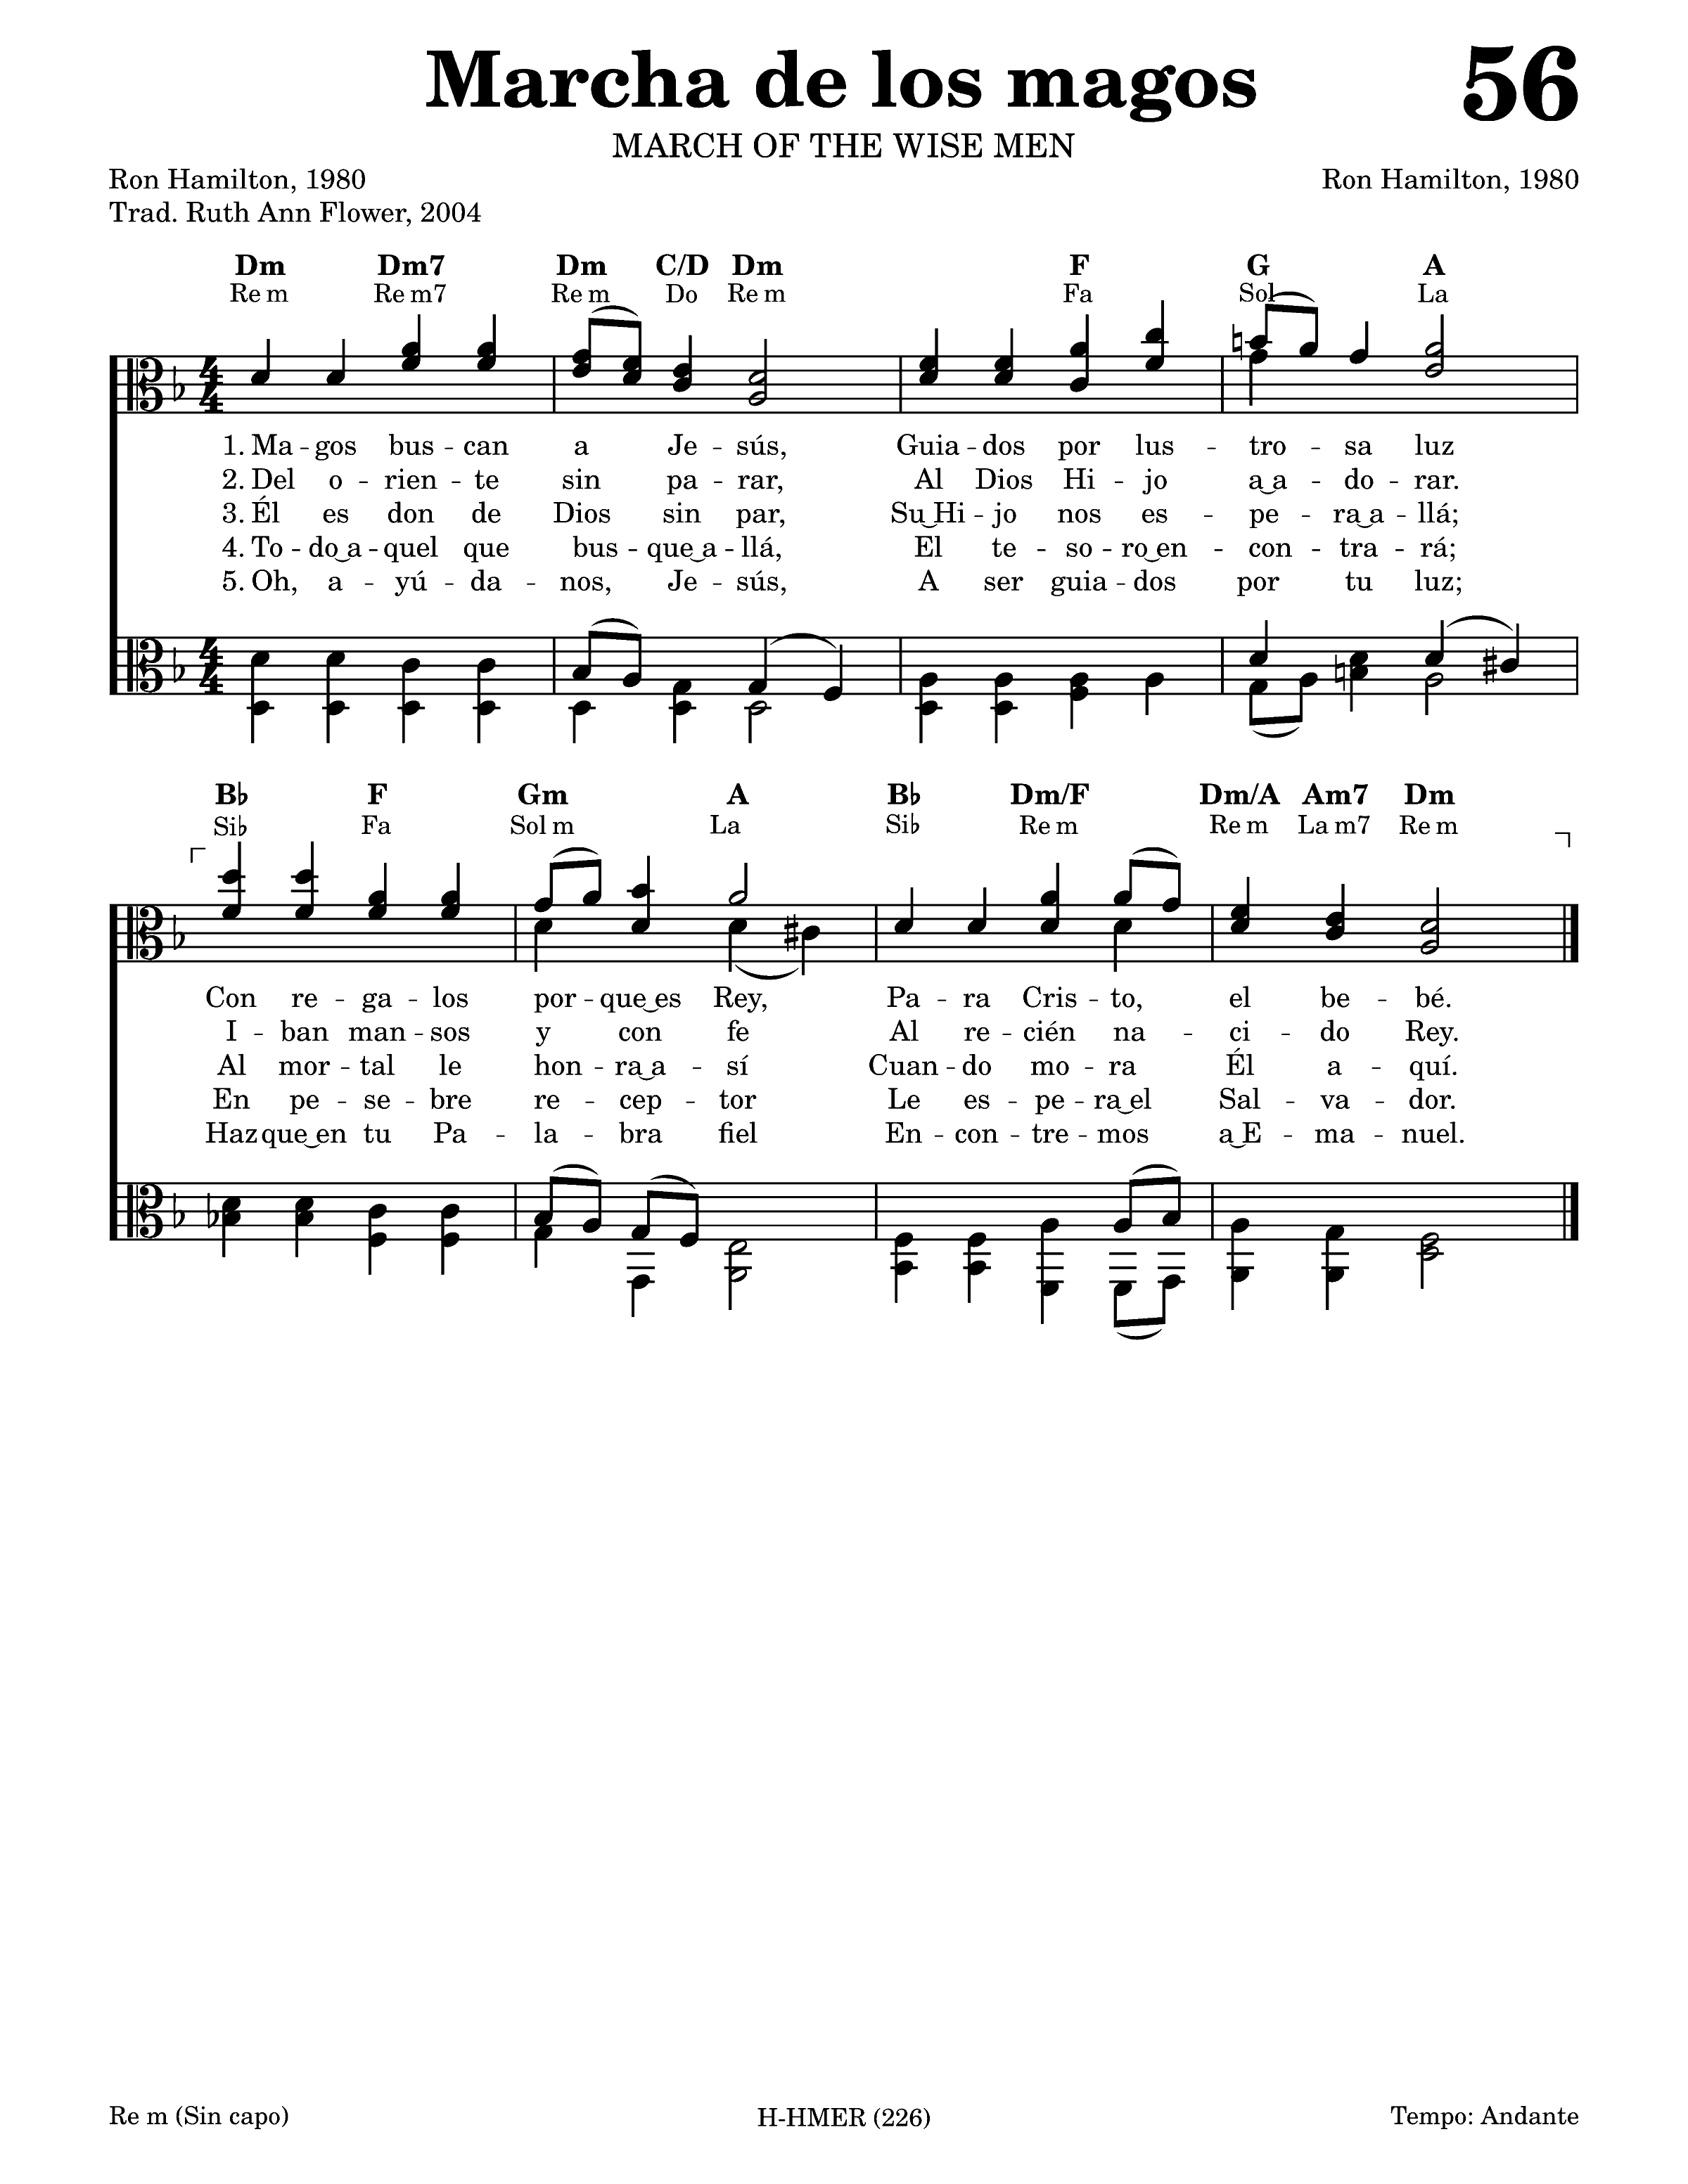 Marcha de los magos
56
MARCH OF THE WISE MEN
Ron Hamilton, 1980
Ron Hamilton, 1980
Trad. Ruth Ann Flower, 2004
Dm Dm7 Dm C/D Dm F G A
Re m Re m7 Re m Do Re m Fa Sol La
4/4
1. Ma -- gos bus -- can a Je -- sús, Guia -- dos por lus -- tro -- sa luz
2. Del o -- rien -- te sin pa -- rar, Al Dios Hi -- jo a‿a -- do -- rar.
3. Él es don de Dios sin par, Su‿Hi -- jo nos es -- pe -- ra‿a -- llá;
4. To -- do‿a -- quel que bus -- que‿a -- llá, El te -- so -- ro‿en -- con -- tra -- rá;
5. Oh, a -- yú -- da -- nos, Je -- sús, A ser guia -- dos por tu luz;
4/4
B♭ F Gm A B♭ Dm/F Dm/A Am7 Dm
Si♭ Fa Sol m La Si♭ Re m Re m La m7 Re m
Con re -- ga -- los por -- que‿es Rey, Pa -- ra Cris -- to, el be -- bé.
I -- ban man -- sos y con fe Al re -- cién na -- ci -- do Rey.
Al mor -- tal le hon -- ra‿a -- sí Cuan -- do mo -- ra Él a -- quí.
En pe -- se -- bre re -- cep -- tor Le es -- pe -- ra‿el Sal -- va -- dor.
Haz que‿en tu Pa -- la -- bra fiel En -- con -- tre -- mos a‿E -- ma -- nuel.
Re m (Sin capo)
H-HMER (226)
Tempo: Andante